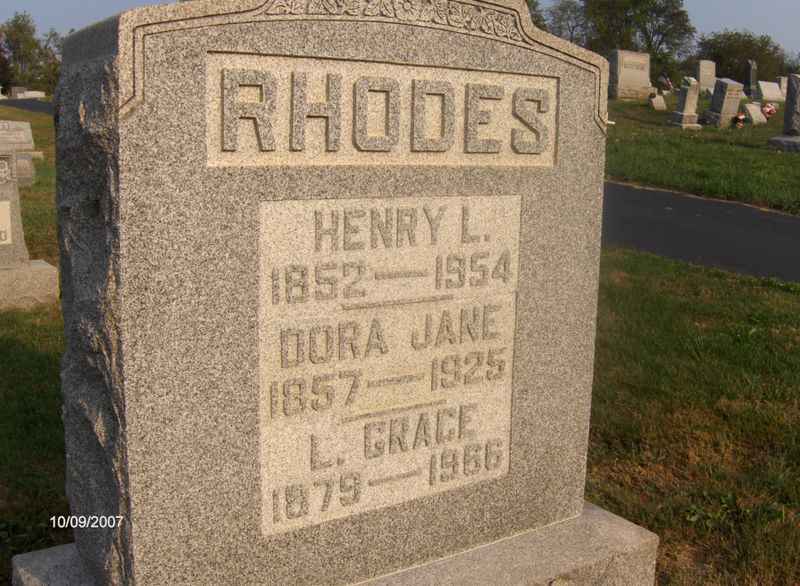 RHODES
HENRY L.
1852—1954
DORA JANE
1857—1925
L. GRACE
1879—1966
10/09/2007